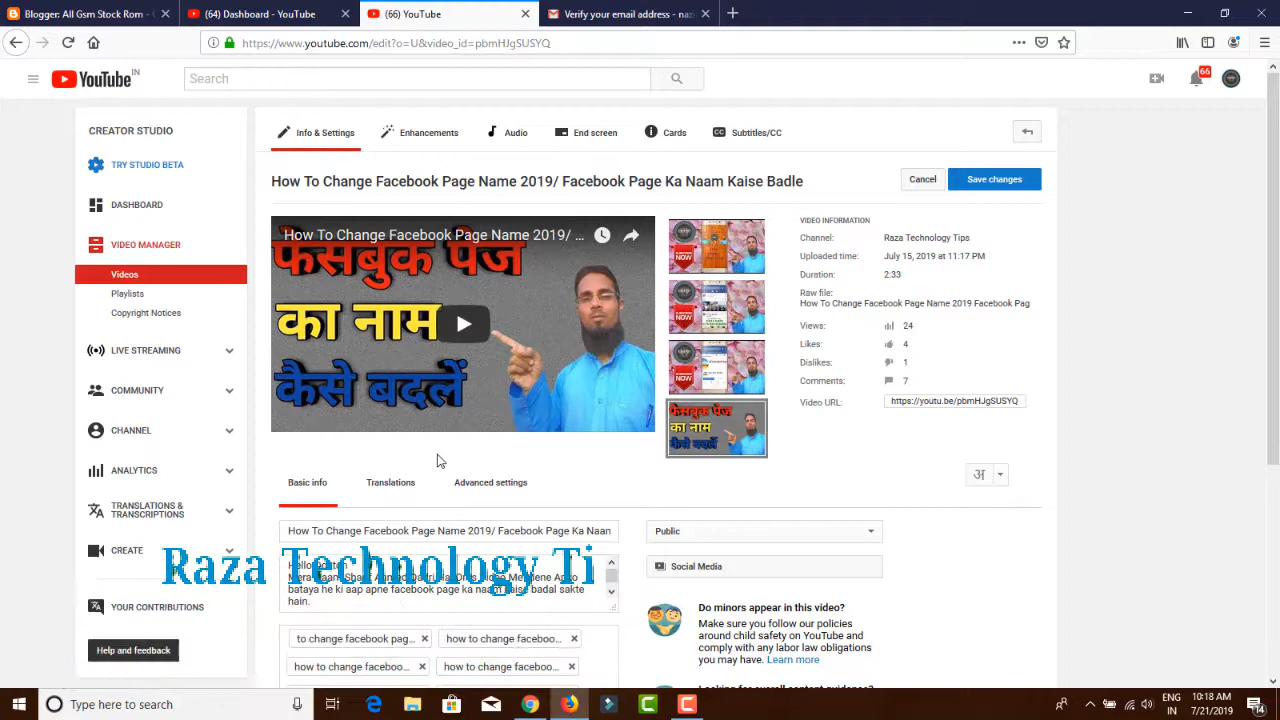 Blogger: All Gsm Stock Rom -
(64) Dashboard - YouTube
(66) YouTube
Verify your email address - na
https://www.youtube.com/edit?o=U&video_id=pbmHJgSUSYQ
YouTube IN
Search
66
CREATOR STUDIO
TRY STUDIO BETA
DASHBOARD
VIDEO MANAGER
Videos
Playlists
Copyright Notices
LIVE STREAMING
COMMUNITY
CHANNEL
ANALYTICS
TRANSLATIONS &
TRANSCRIPTIONS
CREATE
YOUR CONTRIBUTIONS
Help and feedback
Info & Settings
Enhancements
Audio
End screen
Cards
CC Subtitles/CC
How To Change Facebook Page Name 2019/ Facebook Page Ka Naam Kaise Badle
Cancel
Save changes
How To Change Facebook Page Name 2019/ ...
फेसबुक पेज
का नाम
कैसे बदलें
NOW
NOW
NOW
फेसबुक पेज
का नाम
कैसे बदलें
VIDEO INFORMATION
Channel: Raza Technology Tips
Uploaded time: July 15, 2019 at 11:17 PM
Duration: 2:33
Raw file:
How To Change Facebook Page Name 2019 Facebook Pag
Views: 24
Likes: 4
Dislikes: 1
Comments: 7
Video URL: https://youtu.be/pbmHJgSUSYQ
अ
Basic info
Translations
Advanced settings
How To Change Facebook Page Name 2019/ Facebook Page Ka Naan
Public
Social Media
Raza Technology Ti
bataya he ki aap apne facebook page ka naam kaise badal sakte
hain.
to change facebook pag...
how to change faceboo...
how to change faceboo...
how to change faceboo...
Do minors appear in this video?
Make sure you follow our policies
around child safety on YouTube and
comply with any labor law obligations
you may have. Learn more
Type here to search
ENG
IN
10:18 AM
7/21/2019
14